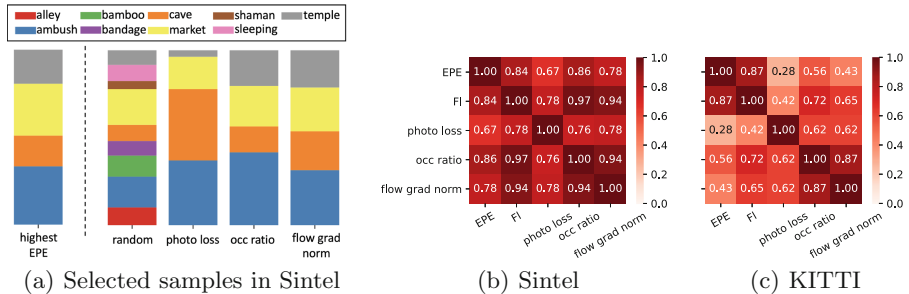 alley bamboo cave shaman temple
ambush bandage market sleeping
highest
EPE
random
photo loss
occ ratio
flow grad
norm
(a) Selected samples in Sintel
EPE 1.00 0.84 0.67 0.86 0.78
Fl 0.84 1.00 0.78 0.97 0.94
photo loss 0.67 0.78 1.00 0.76 0.78
occ ratio 0.86 0.97 0.76 1.00 0.94
flow grad norm 0.78 0.94 0.78 0.94 1.00
EPE Fl photo loss occ ratio flow grad norm
1.0
0.8
0.6
0.4
0.2
0.0
(b) Sintel
1.00 0.87 0.28 0.56 0.43
0.87 1.00 0.42 0.72 0.65
0.28 0.42 1.00 0.62 0.62
0.56 0.72 0.62 1.00 0.87
0.43 0.65 0.62 0.87 1.00
EPE Fl photo loss occ ratio flow grad norm
1.0
0.8
0.6
0.4
0.2
0.0
(c) KITTI